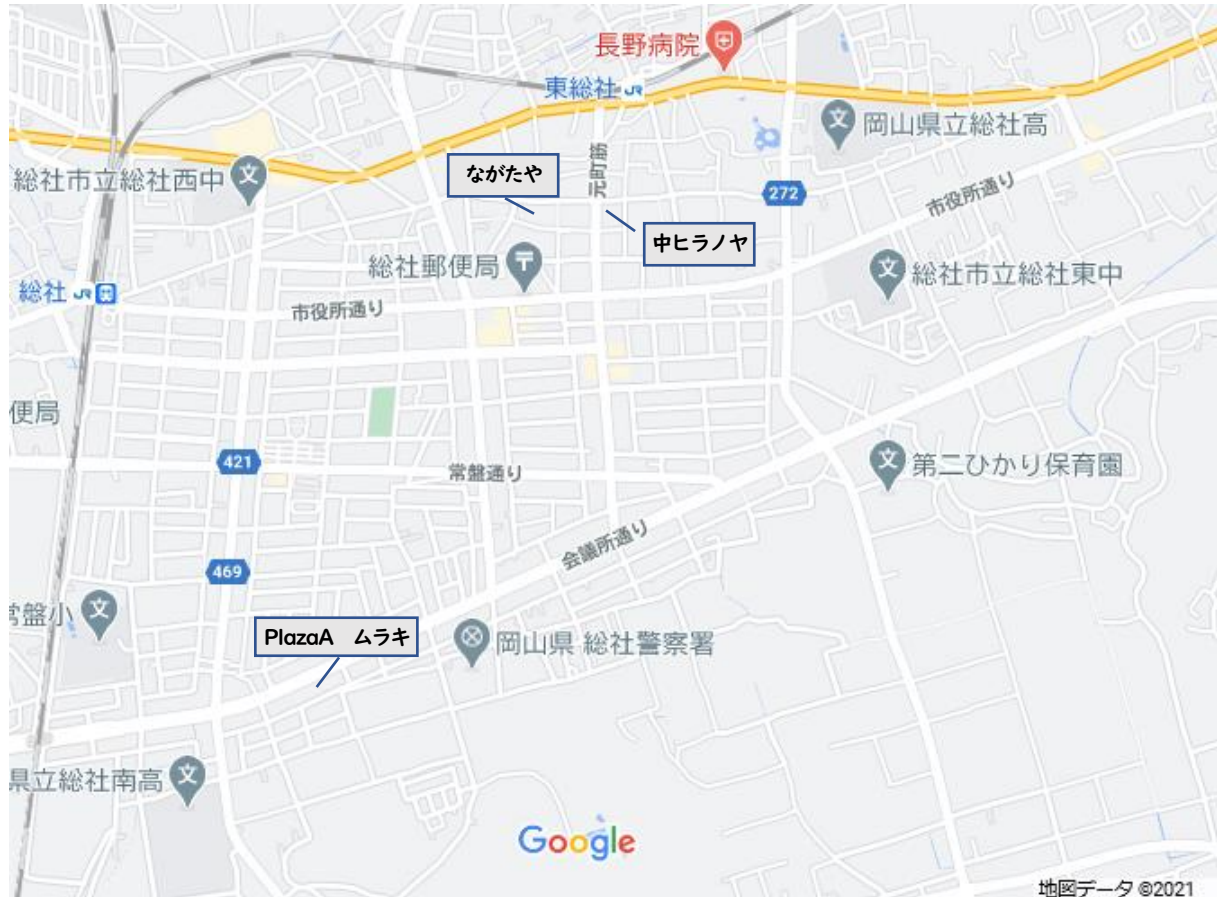 長野病院
東総社 JR
岡山県立総社高
ながたや
元町筋
総社市立総社西中
272
市役所通り
中ヒラノヤ
総社郵便局
総社市立総社東中
総社 JR
市役所通り
便局
421
常盤通り
第二ひかり保育園
会議所通り
469
常盤小
PlazaA ムラキ
岡山県 総社警察署
県立総社南高
Google
地図データ ©2021